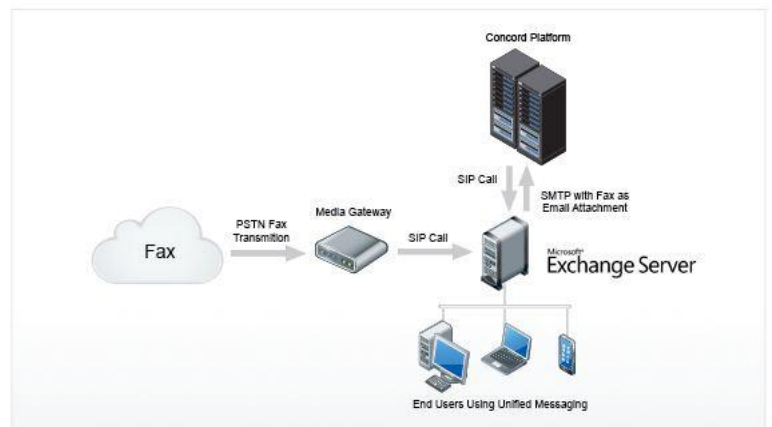 Concord Platform
SIP Call
SMTP with Fax as
Email Attachment
Media Gateway
PSTN Fax
Transmition
SIP Call
Fax
Microsoft
Exchange Server
End Users Using Unified Messaging